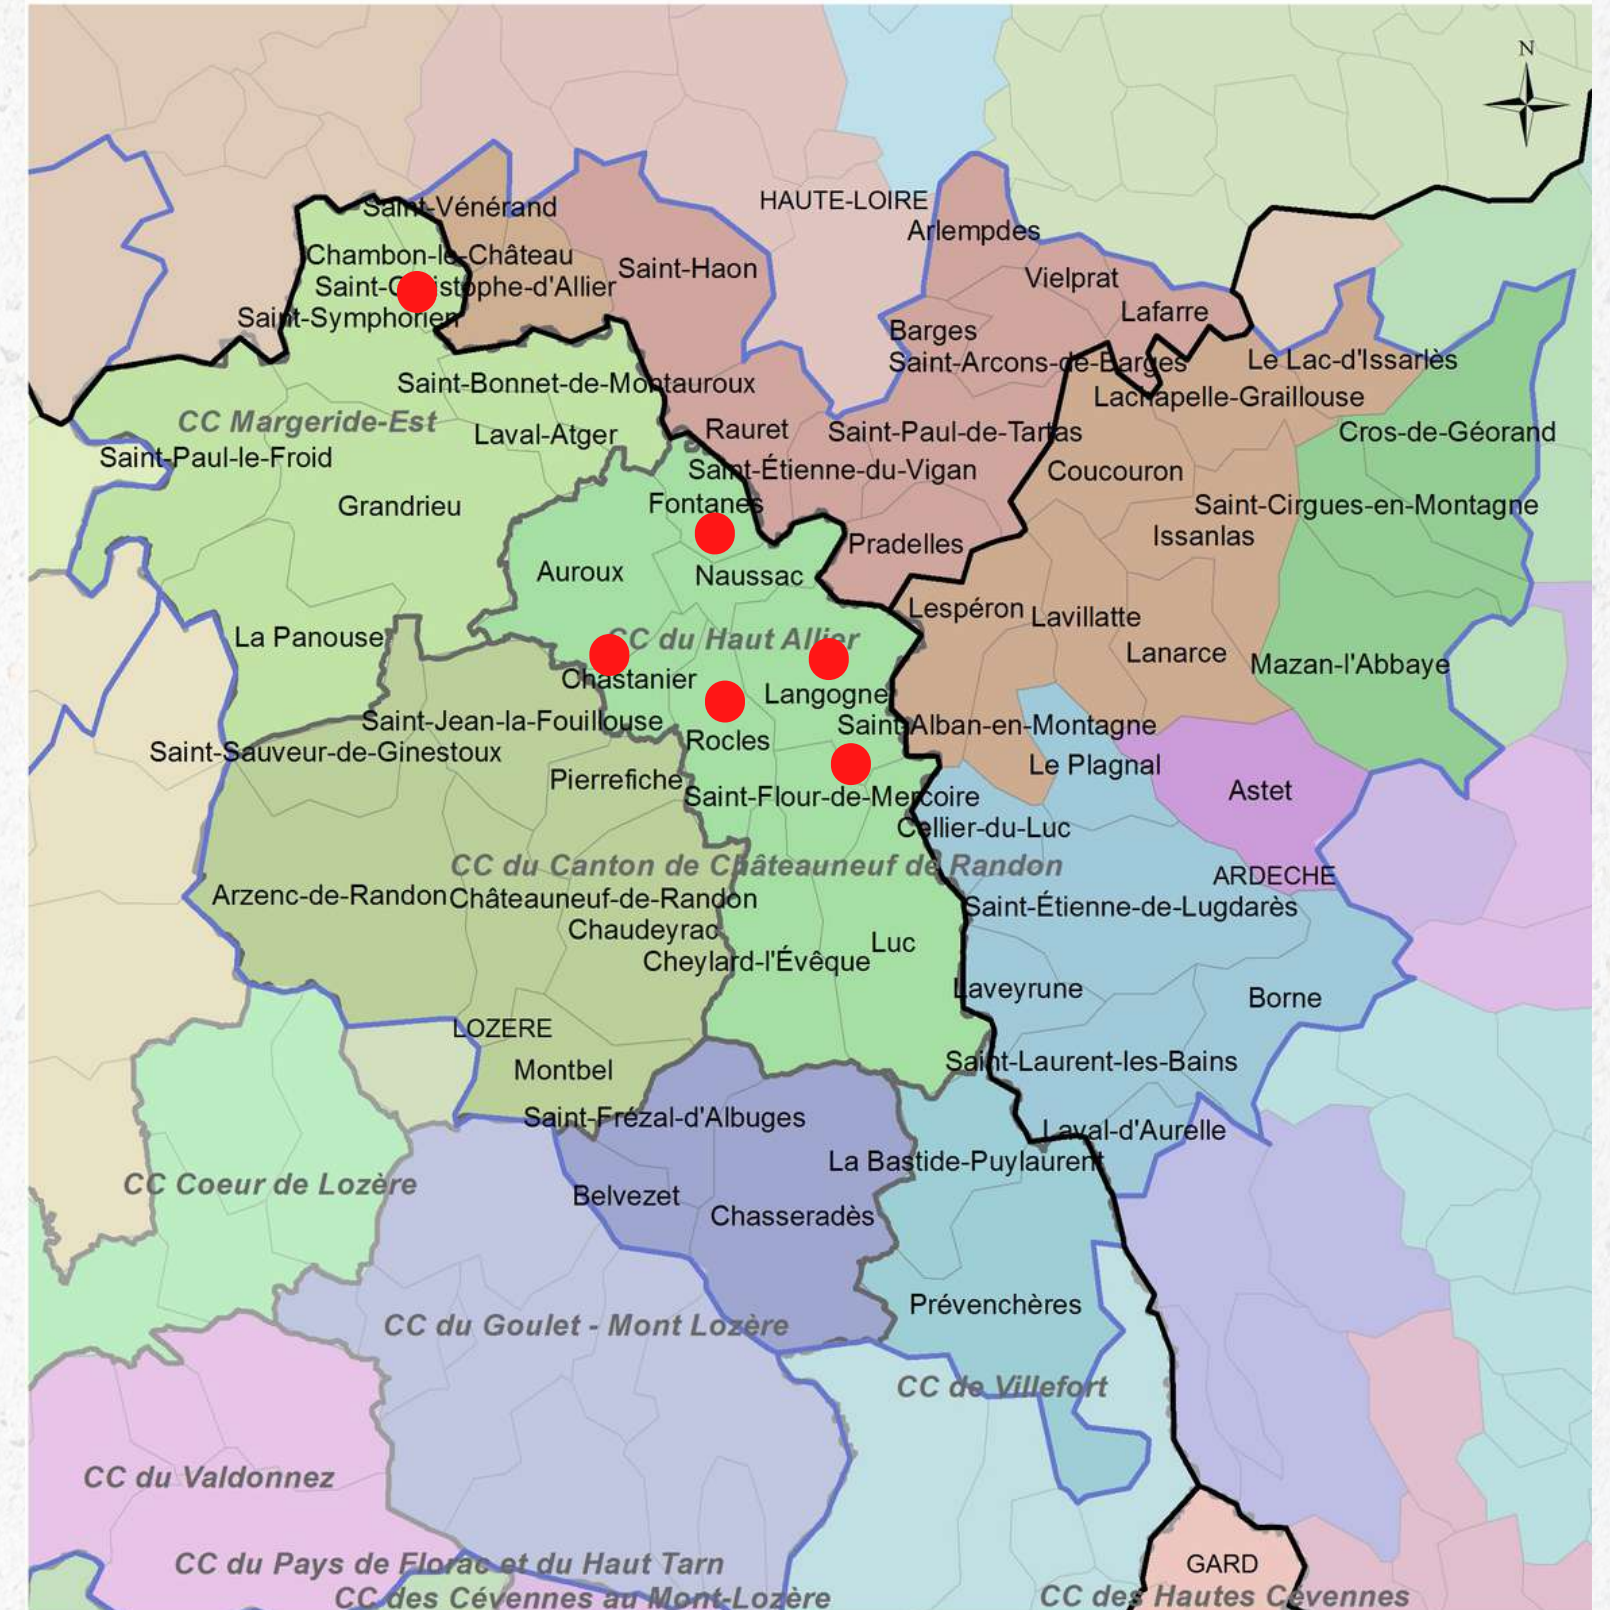 N
HAUTE-LOIRE
Saint-Vénérand
Arlempdes
Chambon-le-Château
Saint-Haon
Vielprat
Saint-Christophe-d'Allier
Lafarre
Saint-Symphorien
Barges
Saint-Arcons-de-Barges
Le Lac-d'Issarlès
Saint-Bonnet-de-Montauroux
Lachapelle-Graillouse
CC Margeride-Est
Laval-Atger
Rauret
Saint-Paul-de-Tartas
Cros-de-Géorand
Saint-Paul-le-Froid
Saint-Étienne-du-Vigan
Coucouron
Grandrieu
Fontanes
Saint-Cirgues-en-Montagne
Issanlas
Pradelles
Auroux
Naussac
Lespéron
Lavillatte
La Panouse
CC du Haut Allier
Lanarce
Mazan-l'Abbaye
Chastanier
Langogne
Saint-Jean-la-Fouillouse
Saint-Alban-en-Montagne
Rocles
Saint-Sauveur-de-Ginestoux
Le Plagnal
Pierrefiche
Astet
Saint-Flour-de-Mercoire
Cellier-du-Luc
CC du Canton de Châteauneuf de Randon
ARDECHE
Arzenc-de-Randon
Châteauneuf-de-Randon
Saint-Étienne-de-Lugdarès
Chaudeyrac
Luc
Cheylard-l'Évêque
Laveyrune
Borne
LOZERE
Montbel
Saint-Laurent-les-Bains
Saint-Frézal-d'Albuges
Laval-d'Aurelle
La Bastide-Puylaurent
CC Coeur de Lozère
Belvezet
Chasseradès
Prévenchères
CC du Goulet - Mont Lozère
CC de Villefort
CC du Valdonnez
CC du Pays de Florac et du Haut Tarn
GARD
CC des Cévennes au Mont-Lozère
CC des Hautes Cévennes